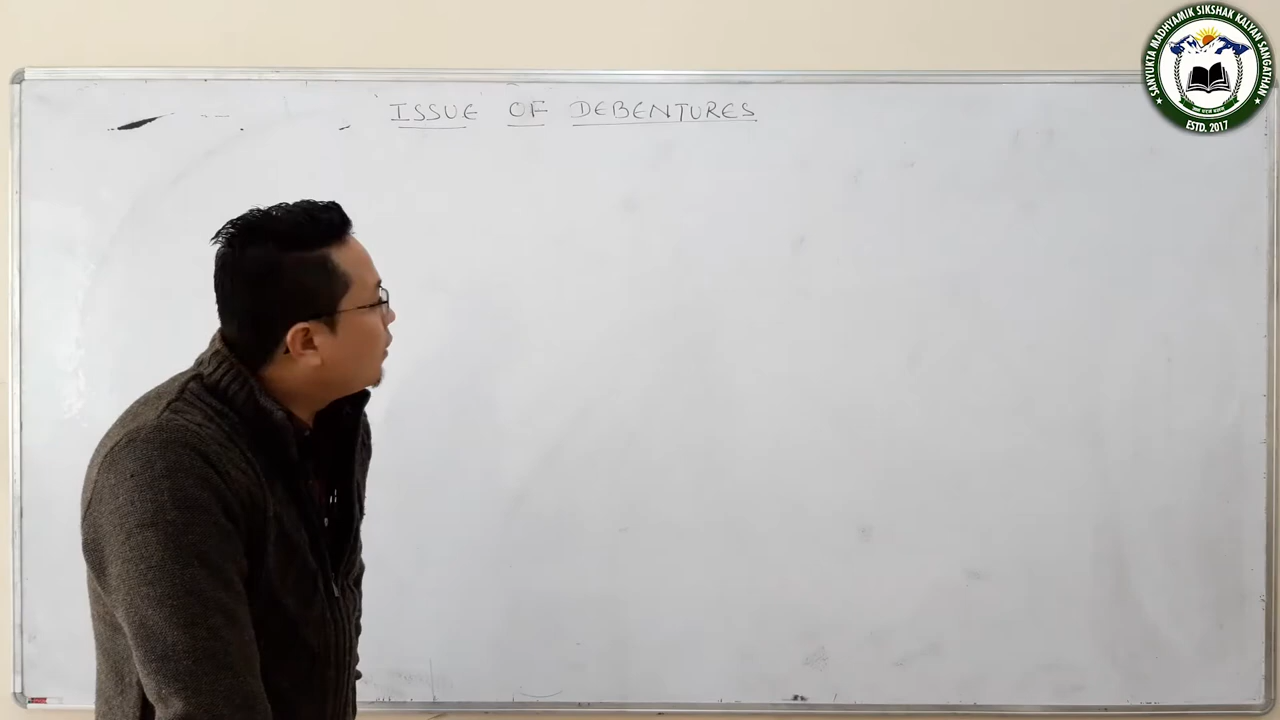 ISSUE OF DEBENTURES
SANYUKTA MADHYAMIK SIKSHAK KALYAN SANGATHAN
ESTD. 2017